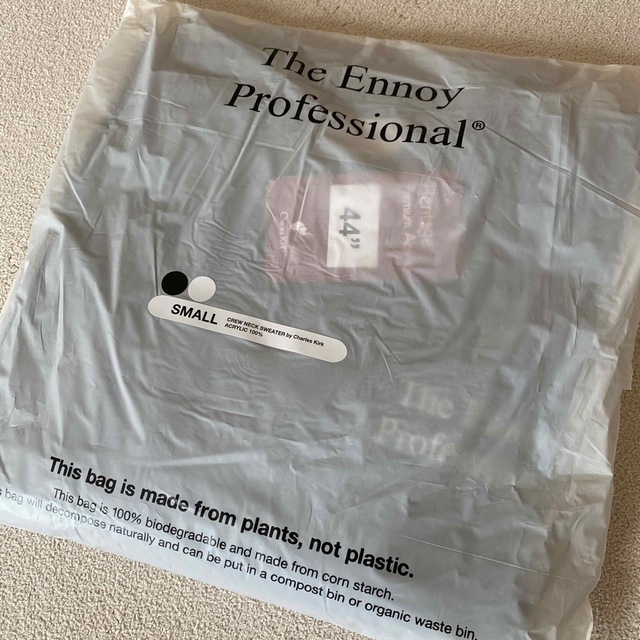 The Ennoy
Professional®
44"
SMALL CREW NECK SWEATER by Charles Kirk
ACRYLIC 100%
The
Profe
This bag is made from plants, not plastic.
This bag is 100% biodegradable and made from corn starch.
bag will decompose naturally and can be put in a compost bin or organic waste bin.